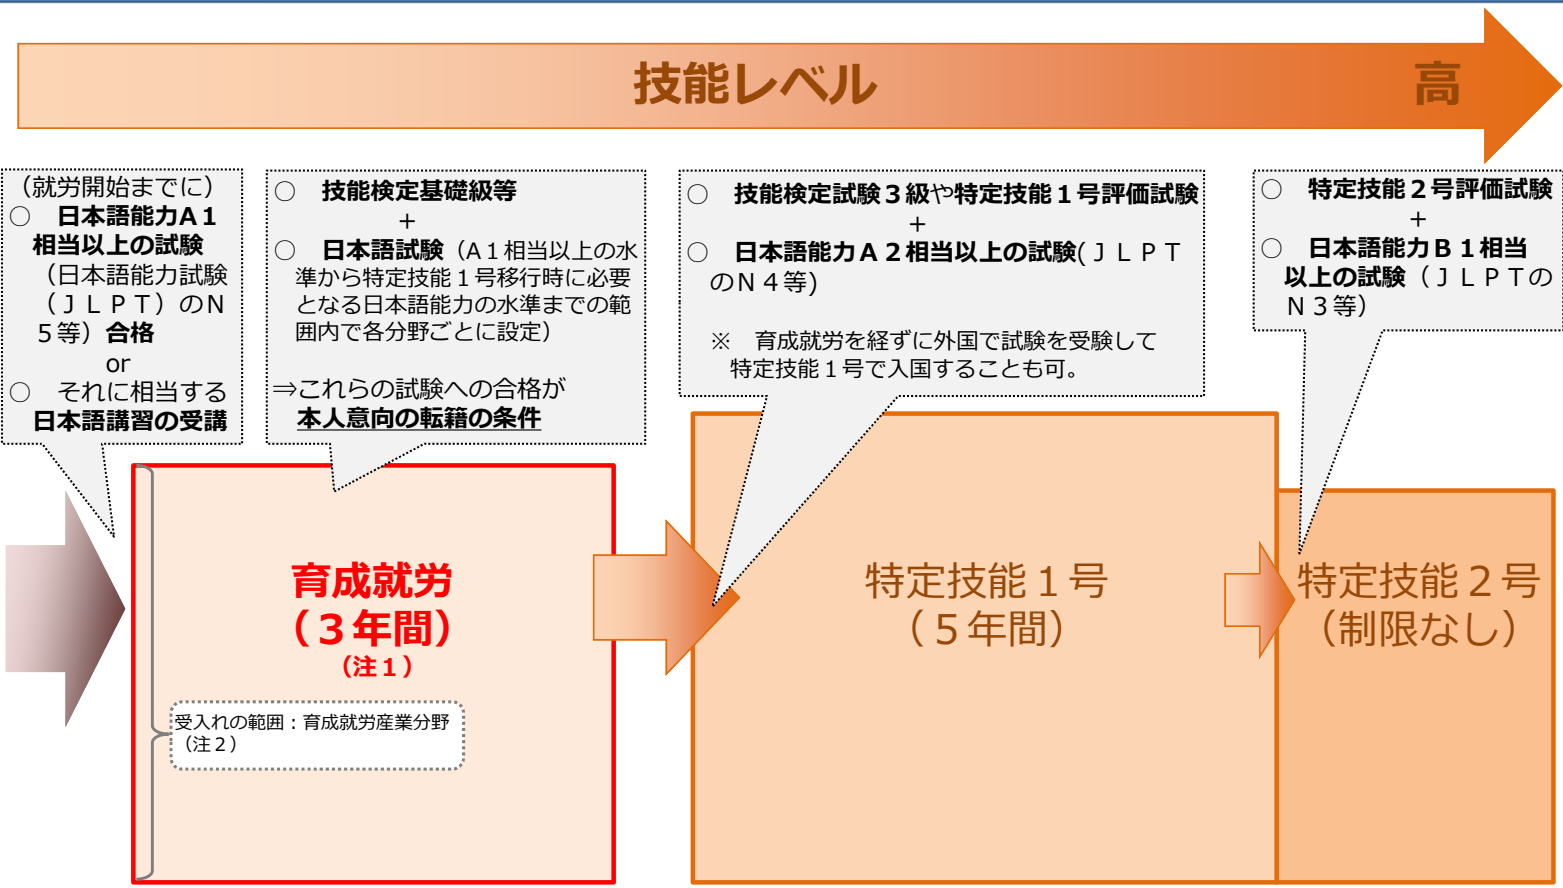 技能レベル
高
（就労開始までに）
○　日本語能力A１
相当以上の試験
（日本語能力試験
（ＪＬＰＴ）のＮ
５等）合格
or
○　それに相当する
日本語講習の受講
○　技能検定基礎級等
+
○　日本語試験（A１相当以上の水
準から特定技能１号移行時に必要
となる日本語能力の水準までの範
囲内で各分野ごとに設定）
⇒これらの試験への合格が
本人意向の転籍の条件
○　技能検定試験３級や特定技能１号評価試験
+
○　日本語能力Ａ２相当以上の試験(ＪＬＰＴ
のＮ４等)
※　育成就労を経ずに外国で試験を受験して
特定技能１号で入国することも可。
○　特定技能２号評価試験
+
○　日本語能力Ｂ１相当
以上の試験（ＪＬＰＴの
Ｎ３等）
育成就労
（３年間）
（注１）
受入れの範囲：育成就労産業分野
（注２）
特定技能１号
（５年間）
特定技能２号
（制限なし）